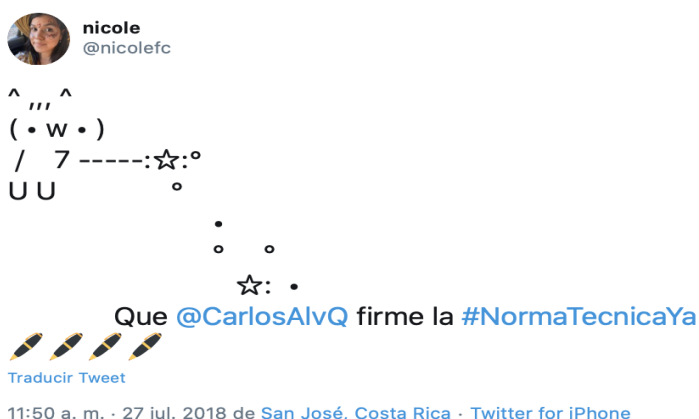 nicole
@nicolefc
^ ,,, ^
( • w • )
/ 7 -----:☆:°
U U °
•
° °
☆: •
Que @CarlosAlvQ firme la #NormaTecnicaYa
🖋🖋🖋🖋
Traducir Tweet
11:50 a. m. · 27 jul. 2018 de San José, Costa Rica · Twitter for iPhone